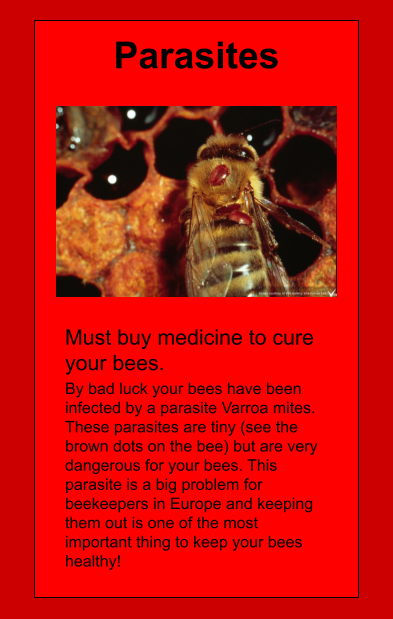 Parasites
Must buy medicine to cure
your bees.
By bad luck your bees have been
infected by a parasite Varroa mites.
These parasites are tiny (see the
brown dots on the bee) but are very
dangerous for your bees. This
parasite is a big problem for
beekeepers in Europe and keeping
them out is one of the most
important thing to keep your bees
healthy!